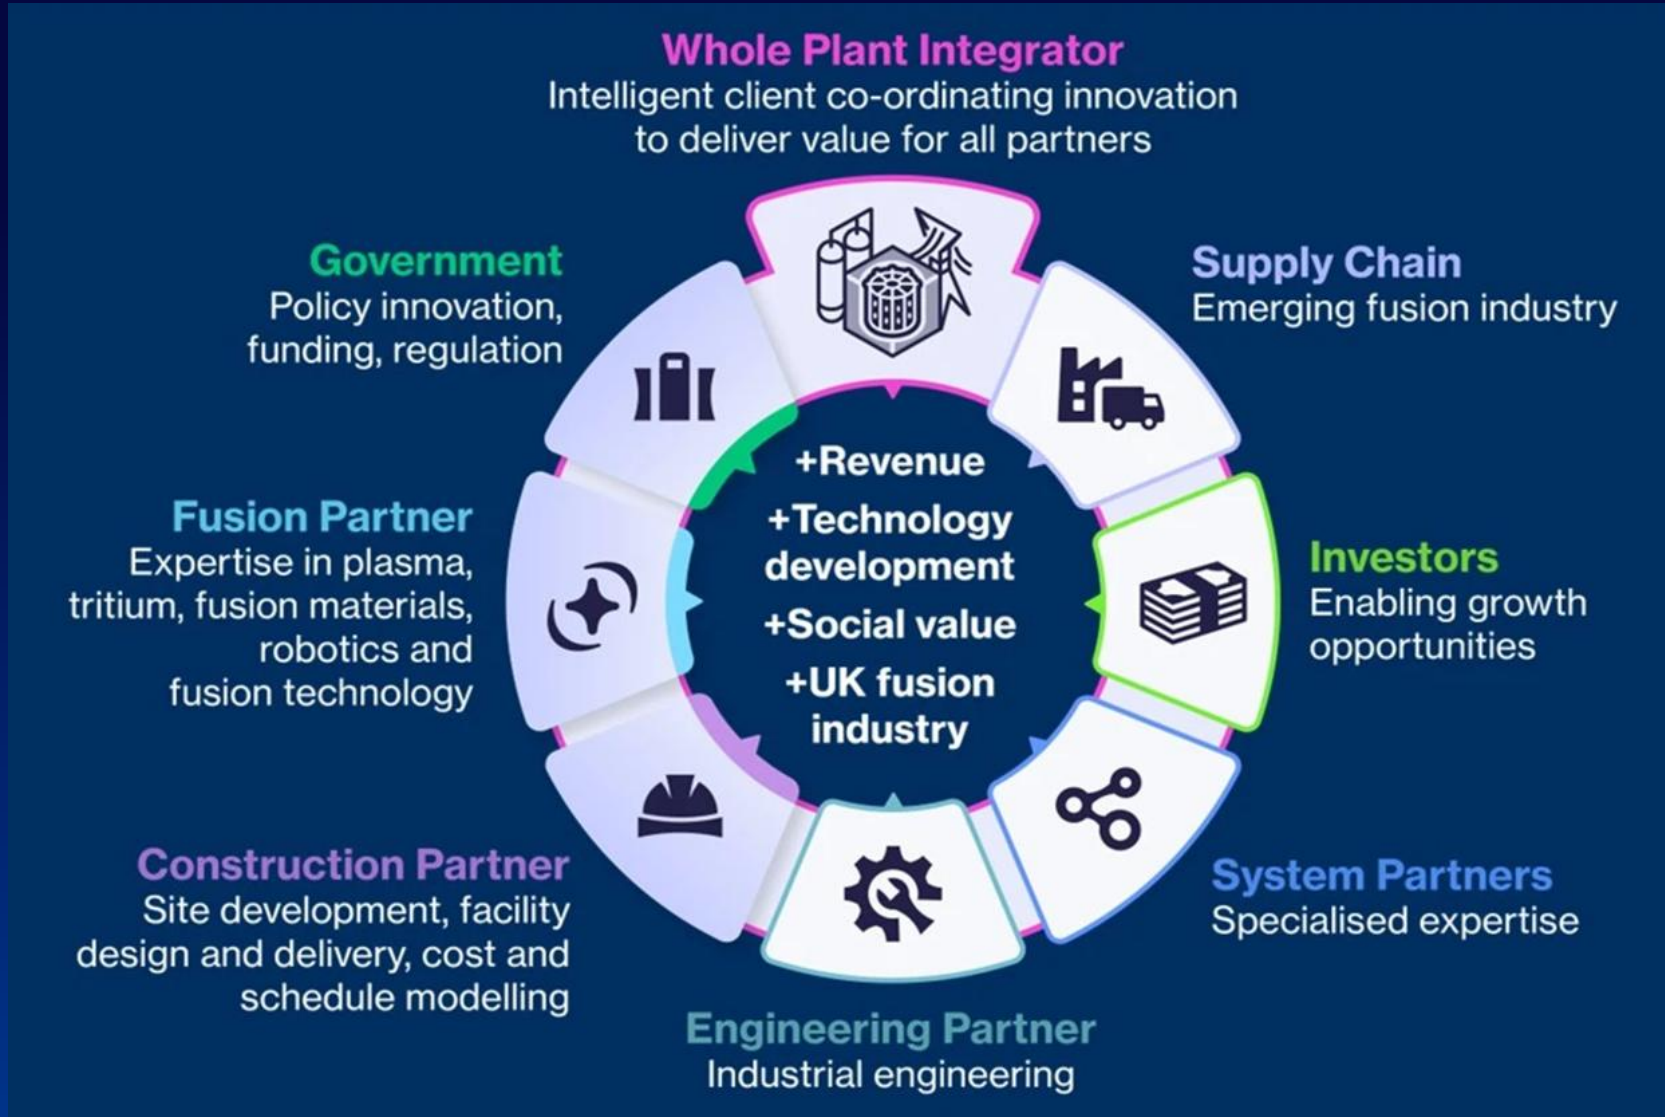 Whole Plant Integrator
Intelligent client co-ordinating innovation
to deliver value for all partners
Government
Policy innovation,
funding, regulation
Supply Chain
Emerging fusion industry
Fusion Partner
Expertise in plasma,
tritium, fusion materials,
robotics and
fusion technology
+Revenue
+Technology
development
+Social value
+UK fusion
industry
Investors
Enabling growth
opportunities
Construction Partner
Site development, facility
design and delivery, cost and
schedule modelling
System Partners
Specialised expertise
Engineering Partner
Industrial engineering